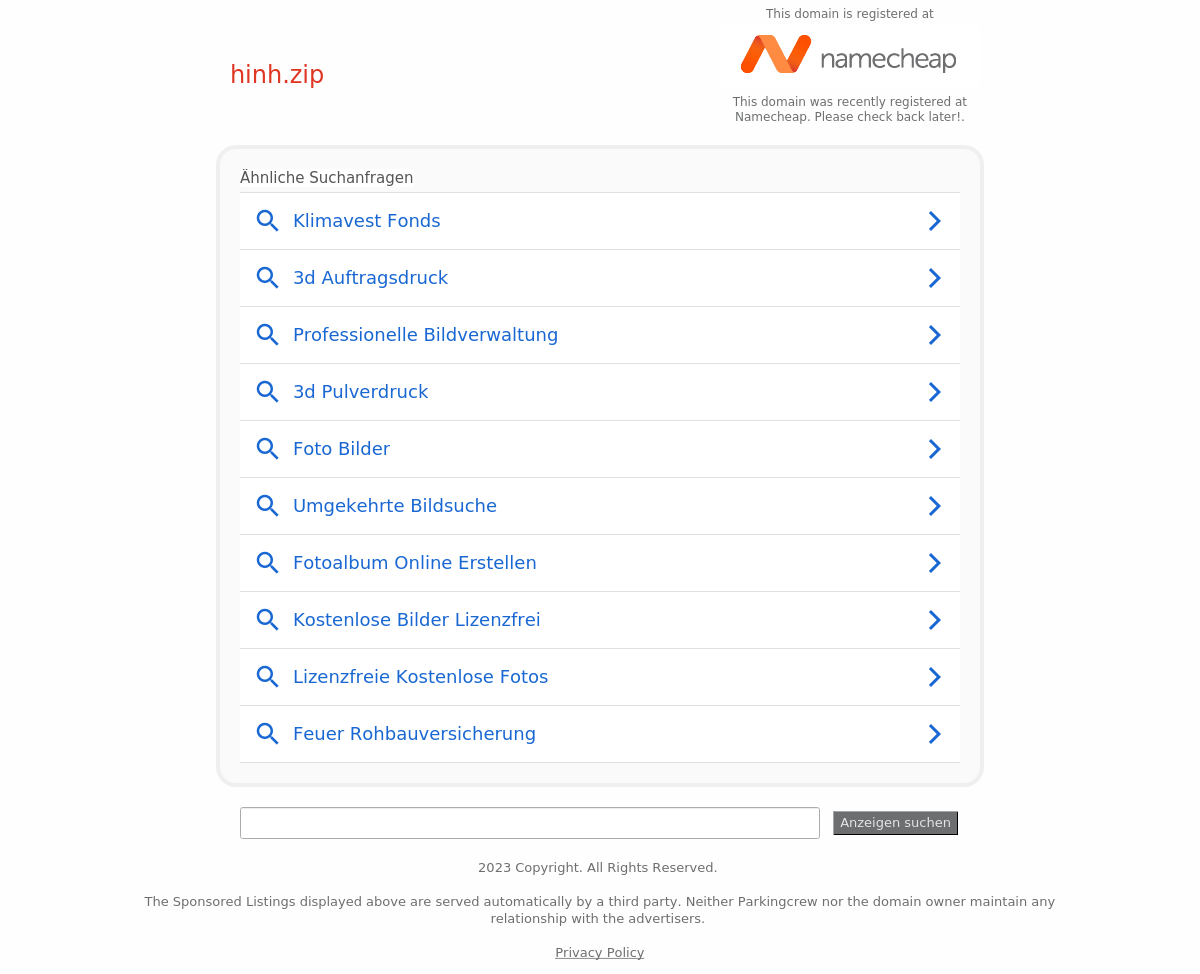 This domain is registered at
namecheap
hinh.zip
This domain was recently registered at
Namecheap. Please check back later!.
Ähnliche Suchanfragen
Klimavest Fonds
3d Auftragsdruck
Professionelle Bildverwaltung
3d Pulverdruck
Foto Bilder
Umgekehrte Bildsuche
Fotoalbum Online Erstellen
Kostenlose Bilder Lizenzfrei
Lizenzfreie Kostenlose Fotos
Feuer Rohbauversicherung
Anzeigen suchen
2023 Copyright. All Rights Reserved.
The Sponsored Listings displayed above are served automatically by a third party. Neither Parkingcrew nor the domain owner maintain any
relationship with the advertisers.
Privacy Policy